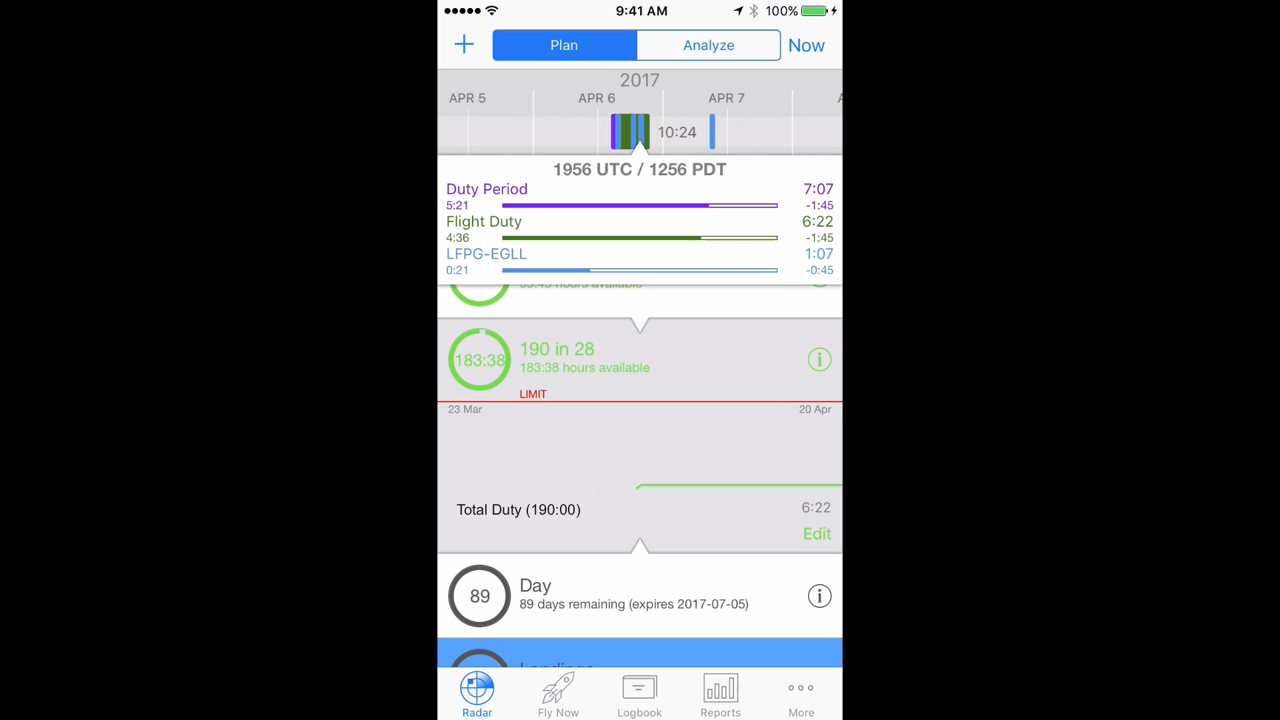 9:41 AM
100%
Plan
Analyze
Now
2017
APR 5
APR 6
APR 7
10:24
1956 UTC / 1256 PDT
Duty Period 7:07
5:21 -1:45
Flight Duty 6:22
4:36 -1:45
LFPG-EGLL 1:07
0:21 -0:45
hours available
183:38
190 in 28
183:38 hours available
LIMIT
23 Mar 20 Apr
Total Duty (190:00) 6:22
Edit
89
Day
89 days remaining (expires 2017-07-05)
Radar
Fly Now
Logbook
Reports
More